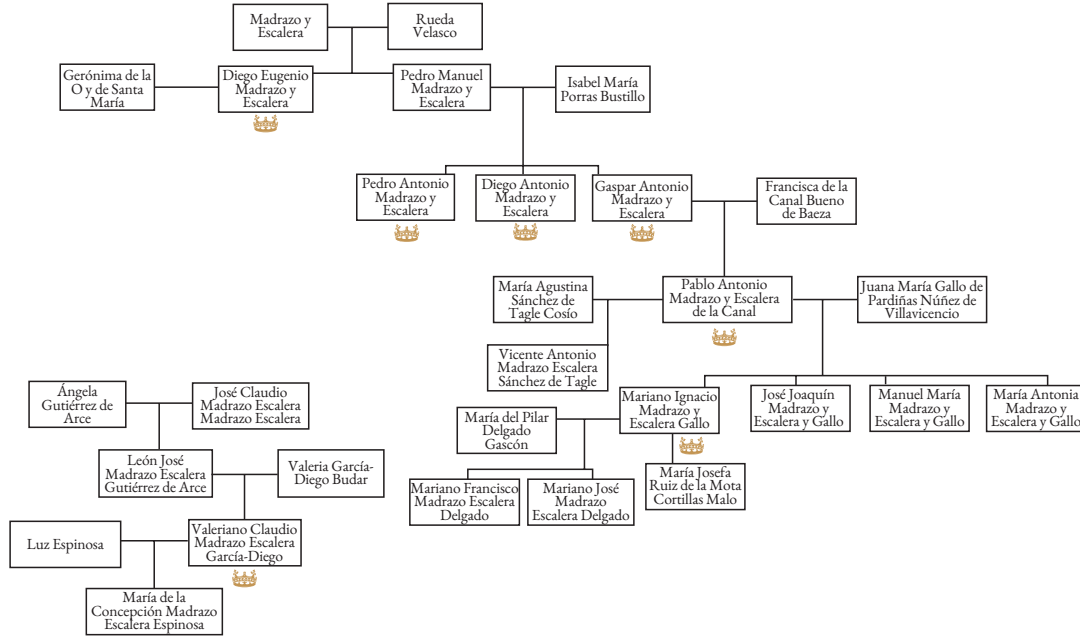 Madrazo y
Escalera
Rueda
Velasco
Gerónima de la
O y de Santa
María
Diego Eugenio
Madrazo y
Escalera
Pedro Manuel
Madrazo y
Escalera
Isabel María
Porras Bustillo
Pedro Antonio
Madrazo y
Escalera
Diego Antonio
Madrazo y
Escalera
Gaspar Antonio
Madrazo y
Escalera
Francisca de la
Canal Bueno
de Baeza
María Agustina
Sánchez de
Tagle Cosío
Pablo Antonio
Madrazo y Escalera
de la Canal
Juana María Gallo de
Pardiñas Núñez de
Villavicencio
Vicente Antonio
Madrazo Escalera
Sánchez de Tagle
Ángela
Gutiérrez de
Arce
José Claudio
Madrazo Escalera
Madrazo Escalera
María del Pilar
Delgado
Gascón
Mariano Ignacio
Madrazo y
Escalera Gallo
José Joaquín
Madrazo y
Escalera y Gallo
Manuel María
Madrazo y
Escalera y Gallo
María Antonia
Madrazo y
Escalera y Gallo
León José
Madrazo Escalera
Gutiérrez de Arce
Valeria García-
Diego Budar
Mariano Francisco
Madrazo Escalera
Delgado
Mariano José
Madrazo
Escalera Delgado
María Josefa
Ruiz de la Mota
Cortillas Malo
Luz Espinosa
Valeriano Claudio
Madrazo Escalera
García-Diego
María de la
Concepción Madrazo
Escalera Espinosa